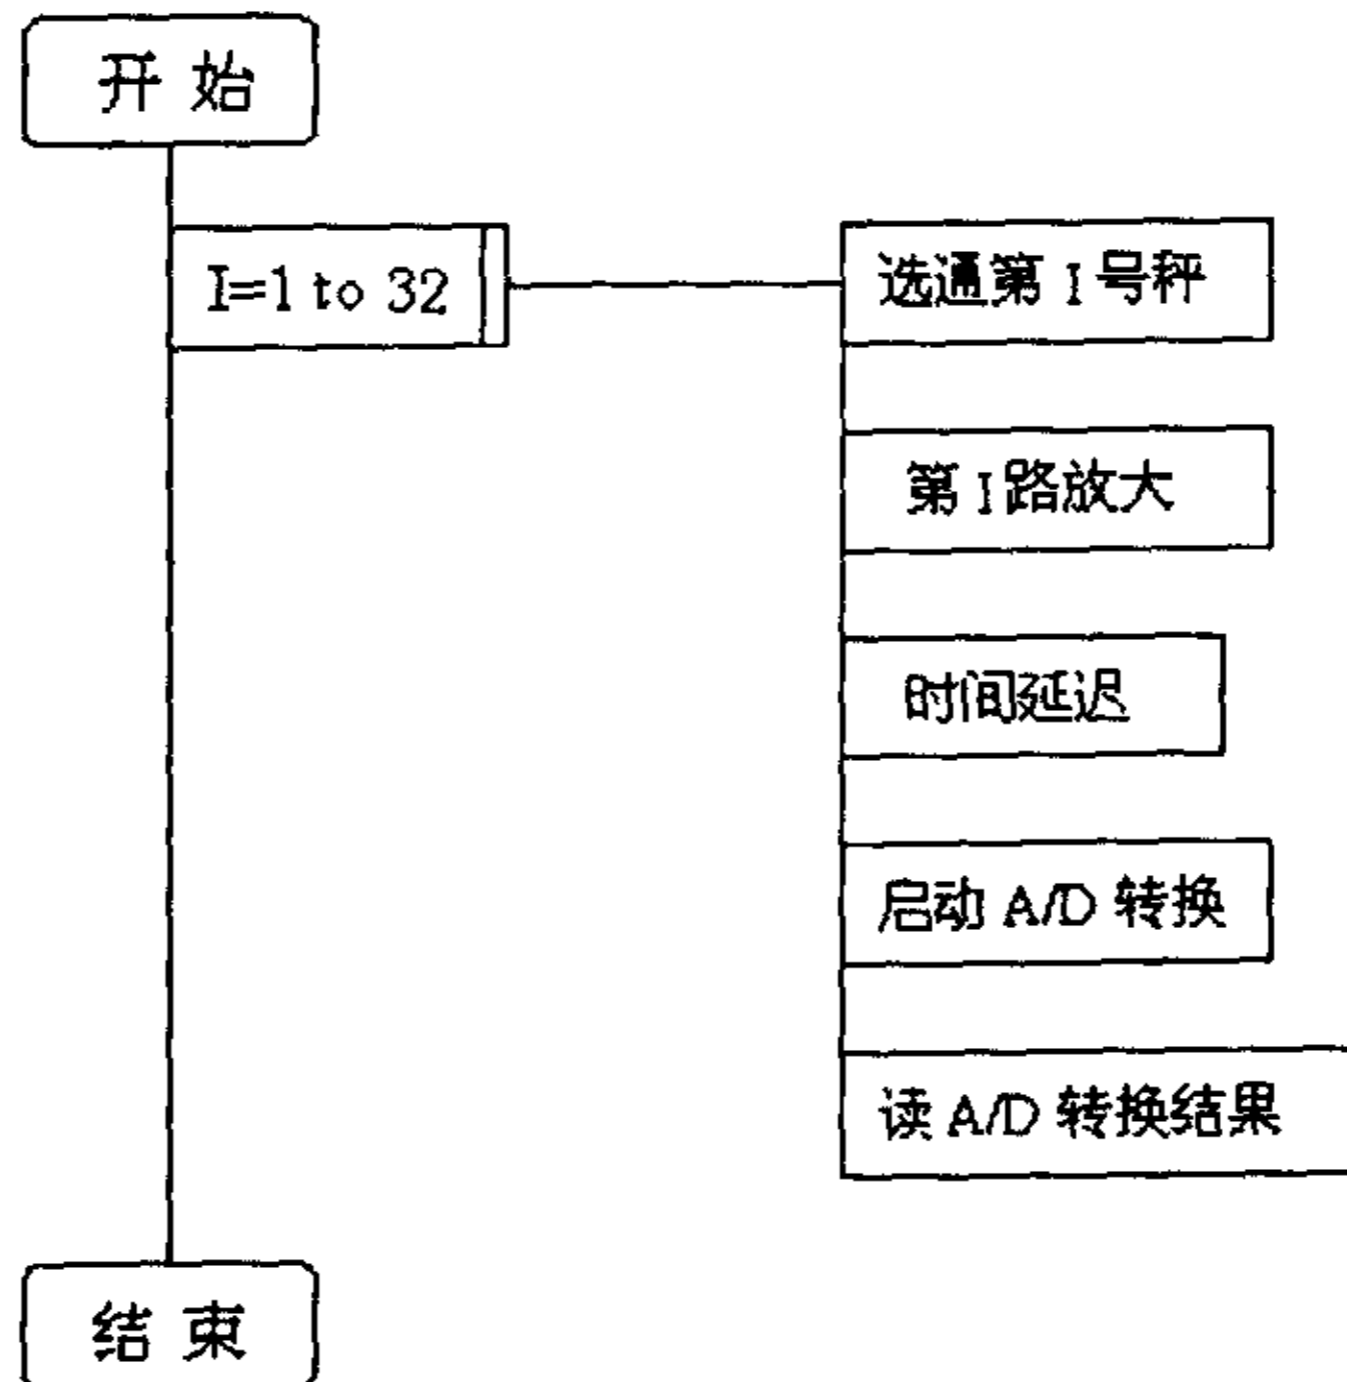 开 始
I=1 to 32
选通第 I 号秤
第 I 路放大
时间延迟
启动 A/D 转换
读 A/D 转换结果
结 束